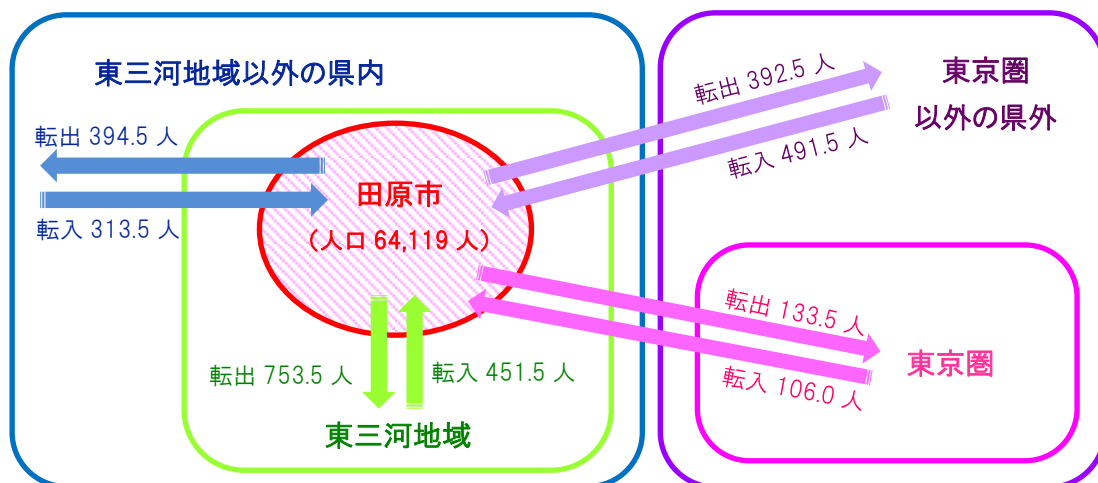 東三河地域以外の県内
転出 394.5 人
転入 313.5 人
田原市
（人口 64,119 人）
転出 753.5 人
転入 451.5 人
東三河地域
転出 392.5 人
転入 491.5 人
東京圏
以外の県外
転出 133.5 人
転入 106.0 人
東京圏